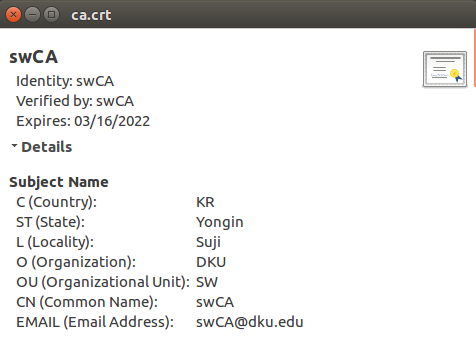 ca.crt
swCA
Identity: swCA
Verified by: swCA
Expires: 03/16/2022
Details
Subject Name
C (Country): KR
ST (State): Yongin
L (Locality): Suji
O (Organization): DKU
OU (Organizational Unit): SW
CN (Common Name): swCA
EMAIL (Email Address): swCA@dku.edu